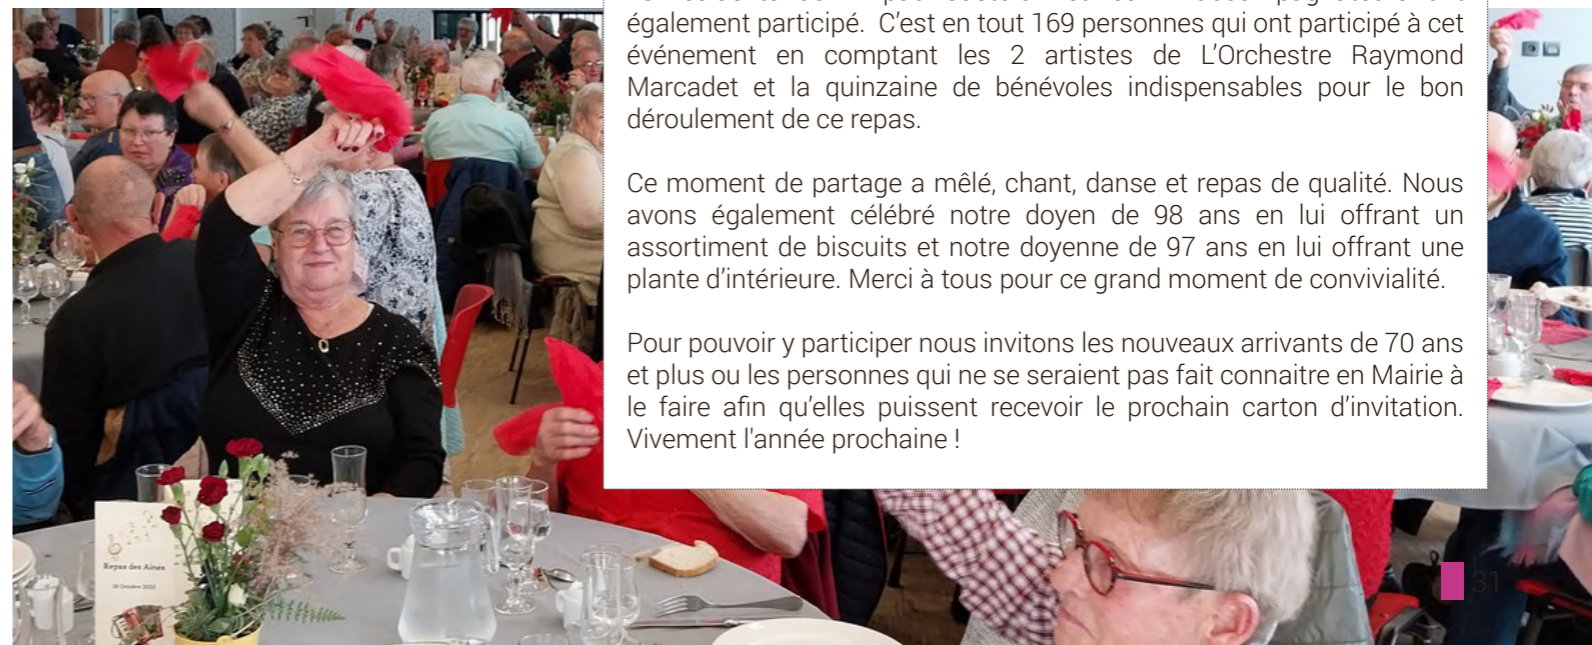 également participé. C'est en tout 169 personnes qui ont participé à cet
événement en comptant les 2 artistes de L'Orchestre Raymond
Marcadet et la quinzaine de bénévoles indispensables pour le bon
déroulement de ce repas.
Ce moment de partage a mêlé, chant, danse et repas de qualité. Nous
avons également célébré notre doyen de 98 ans en lui offrant un
assortiment de biscuits et notre doyenne de 97 ans en lui offrant une
plante d'intérieure. Merci à tous pour ce grand moment de convivialité.
Pour pouvoir y participer nous invitons les nouveaux arrivants de 70 ans
et plus ou les personnes qui ne se seraient pas fait connaitre en Mairie à
le faire afin qu'elles puissent recevoir le prochain carton d'invitation.
Vivement l'année prochaine !
Repas des Ainés
Octobre
31